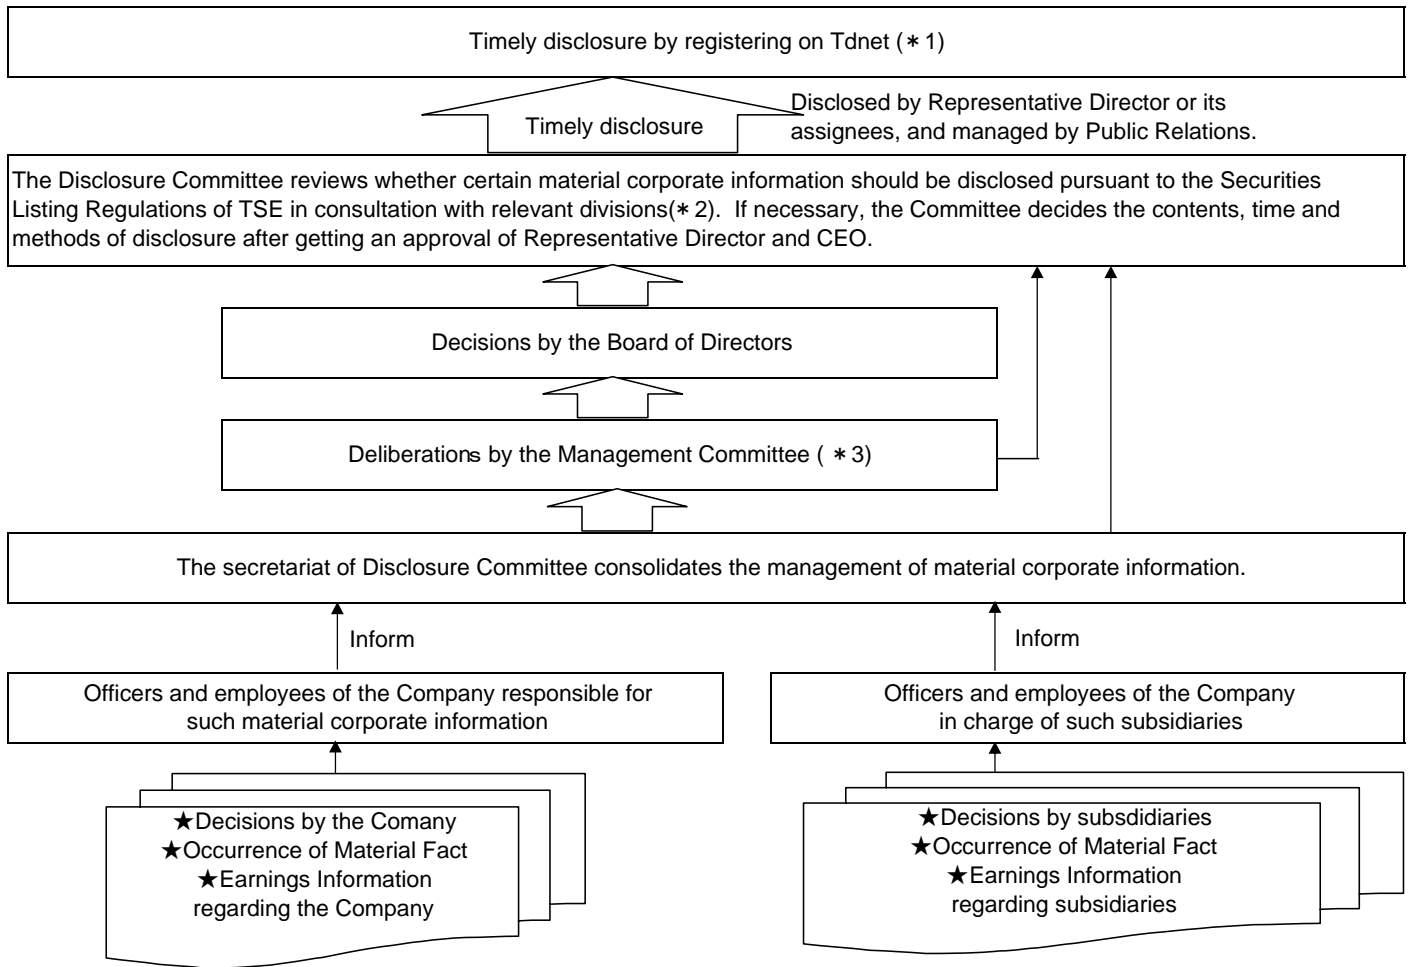 Timely disclosure by registering on Tdnet (*1)
Timely disclosure
Disclosed by Representative Director or its
assignees, and managed by Public Relations.
The Disclosure Committee reviews whether certain material corporate information should be disclosed pursuant to the Securities
Listing Regulations of TSE in consultation with relevant divisions(*2).  If necessary, the Committee decides the contents, time and
methods of disclosure after getting an approval of Representative Director and CEO.
Decisions by the Board of Directors
Deliberations by the Management Committee ( *3)
The secretariat of Disclosure Committee consolidates the management of material corporate information.
Inform
Inform
Officers and employees of the Company responsible for
such material corporate information
Officers and employees of the Company
in charge of such subsidiaries
★Decisions by the Comany
★Occurrence of Material Fact
★Earnings Information
regarding the Company
★Decisions by subsdidiaries
★Occurrence of Material Fact
★Earnings Information
regarding subsidiaries